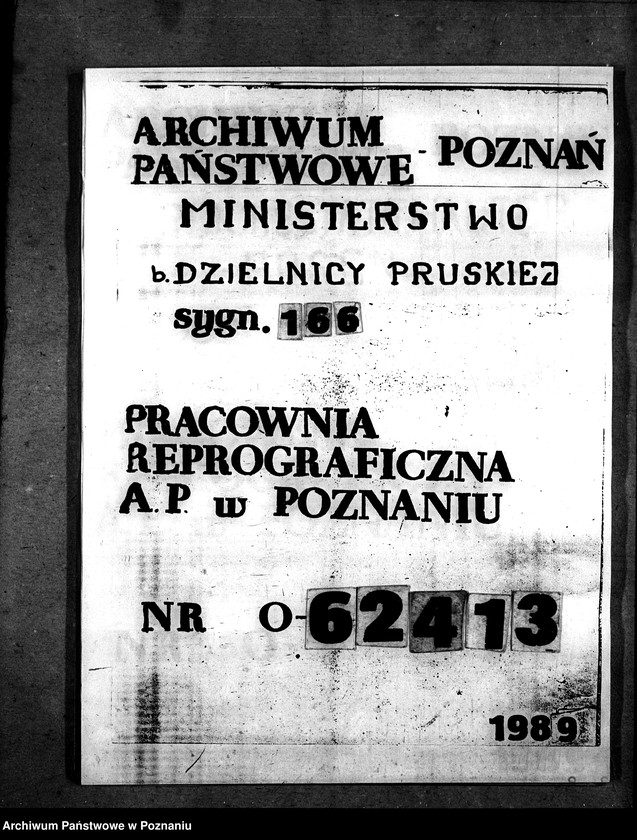 ARCHIWUM
PAŃSTWOWE - POZNAŃ
MINISTERSTWO
b. DZIELNICY PRUSKIEJ
sygn. 166
PRACOWNIA
REPROGRAFICZNA
A.P. w POZNANIU
NR O-62413
1989
Archiwum Państwowe w Poznaniu